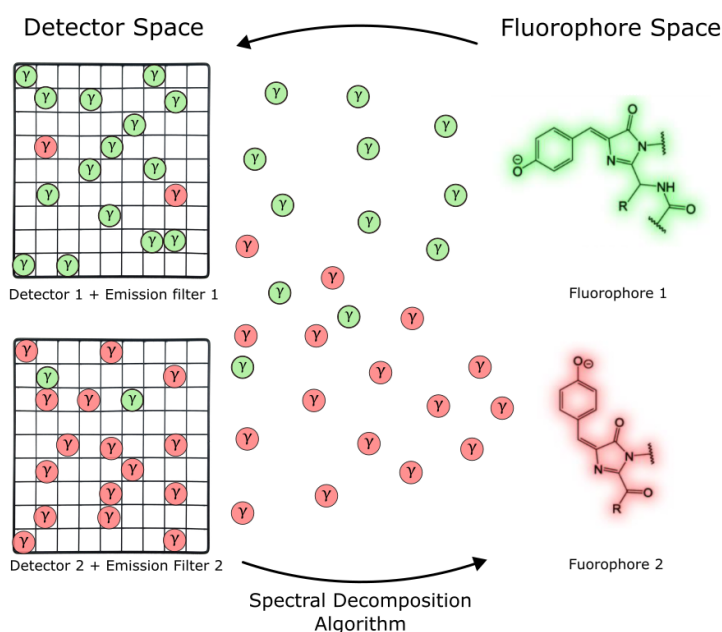 Detector Space
Fluorophore Space
γ γ
γ γ γ
γ
γ γ
γ γ
γ γ
γ
γ γ
γ γ
Detector 1 + Emission filter 1
γ γ
γ γ
γ γ γ
γ γ γ
γ γ
γ γ
γ γ
γ γ
Detector 2 + Emission Filter 2
γ γ
γ
γ γ
γ γ
γ γ
γ γ
γ γ
γ γ
γ γ
γ γ γ
γ γ γ
γ γ γ
γ γ
γ
O
N
N
⊖
O
NH
R
O
Fluorophore 1
O⊖
O
N
N
O
R
Fuorophore 2
Spectral Decomposition
Algorithm